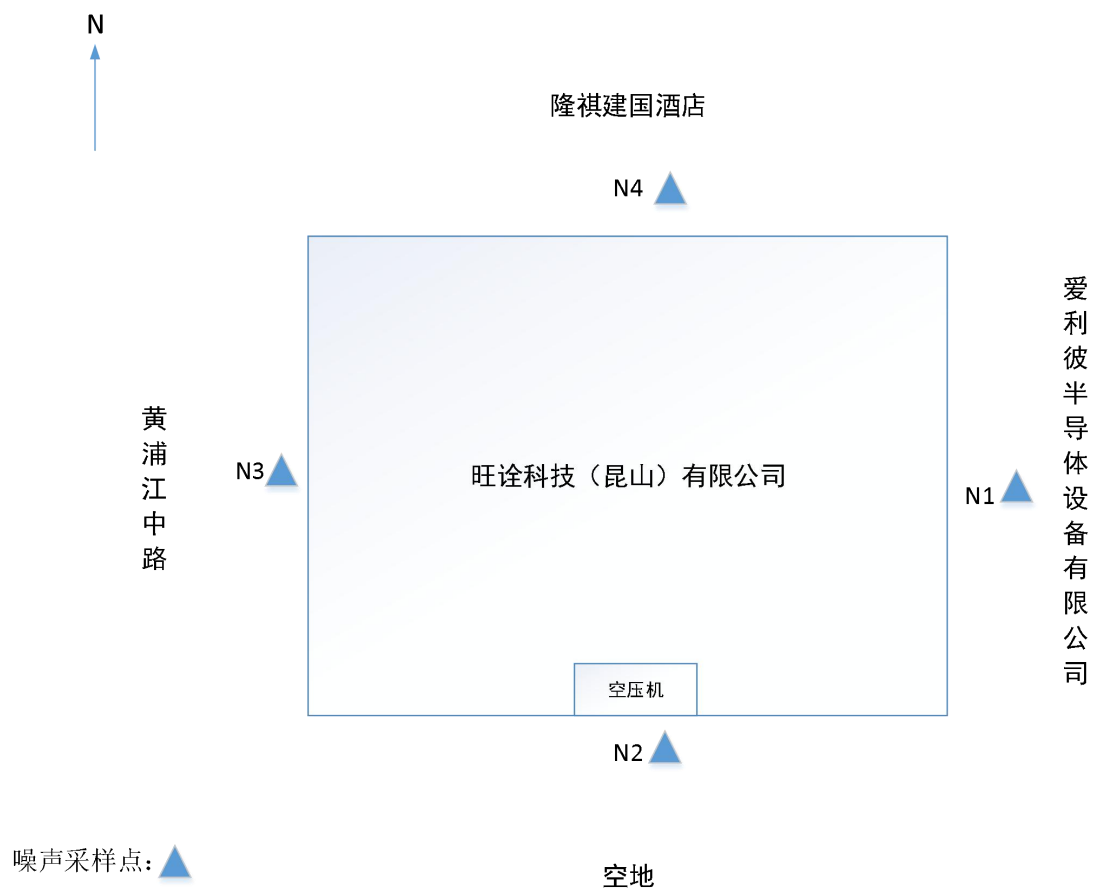 N
隆祺建国酒店
N4
爱利彼半导体设备有限公司
黄浦江中路
N3
旺诠科技（昆山）有限公司
N1
空压机
N2
噪声采样点：
空地